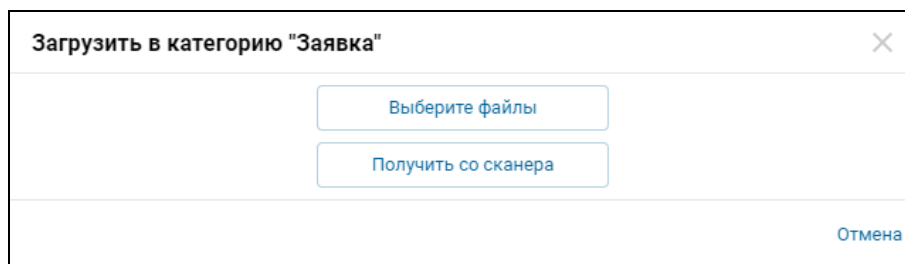 Загрузить в категорию "Заявка"
Выберите файлы
Получить со сканера
Отмена